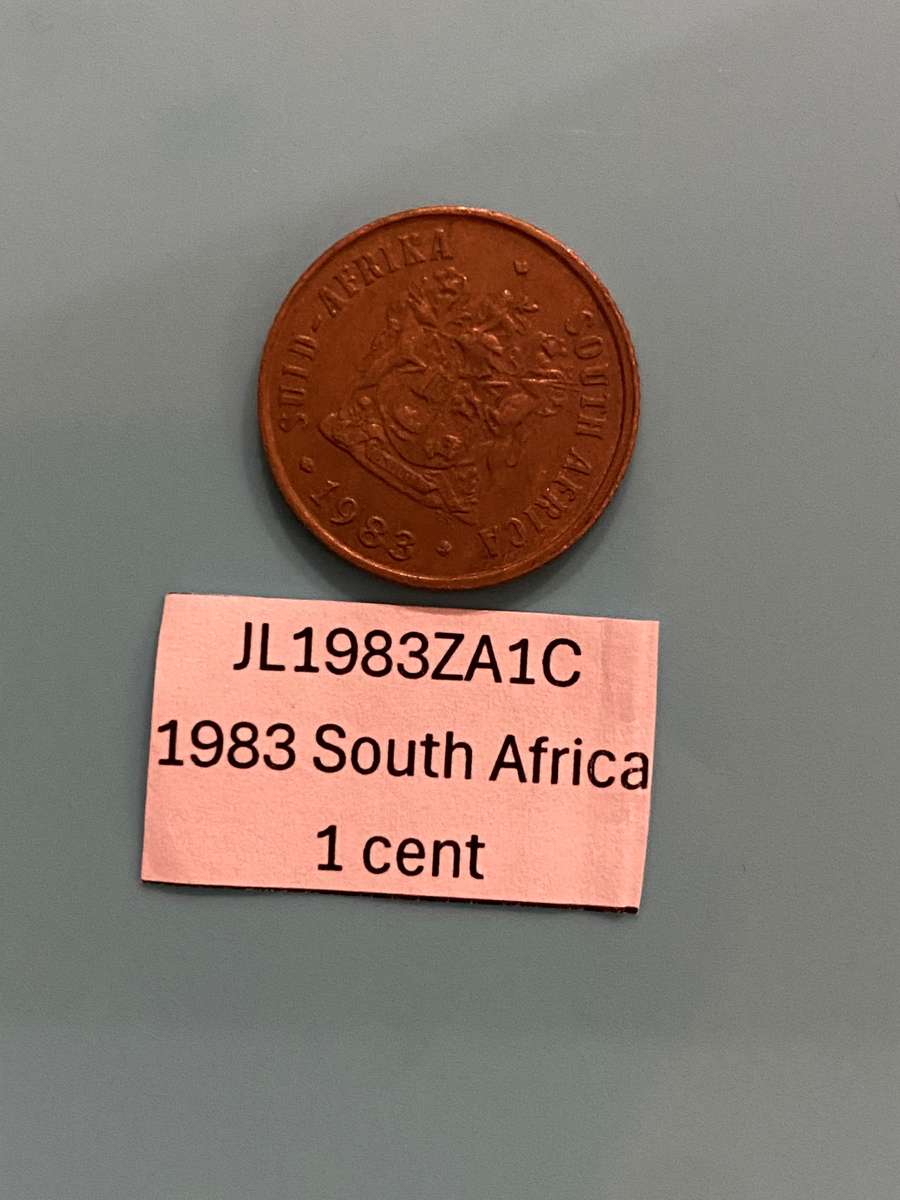 SUID-AFRIKA · SOUTH AFRICA · 1983 ·
JL1983ZA1C
1983 South Africa
1 cent